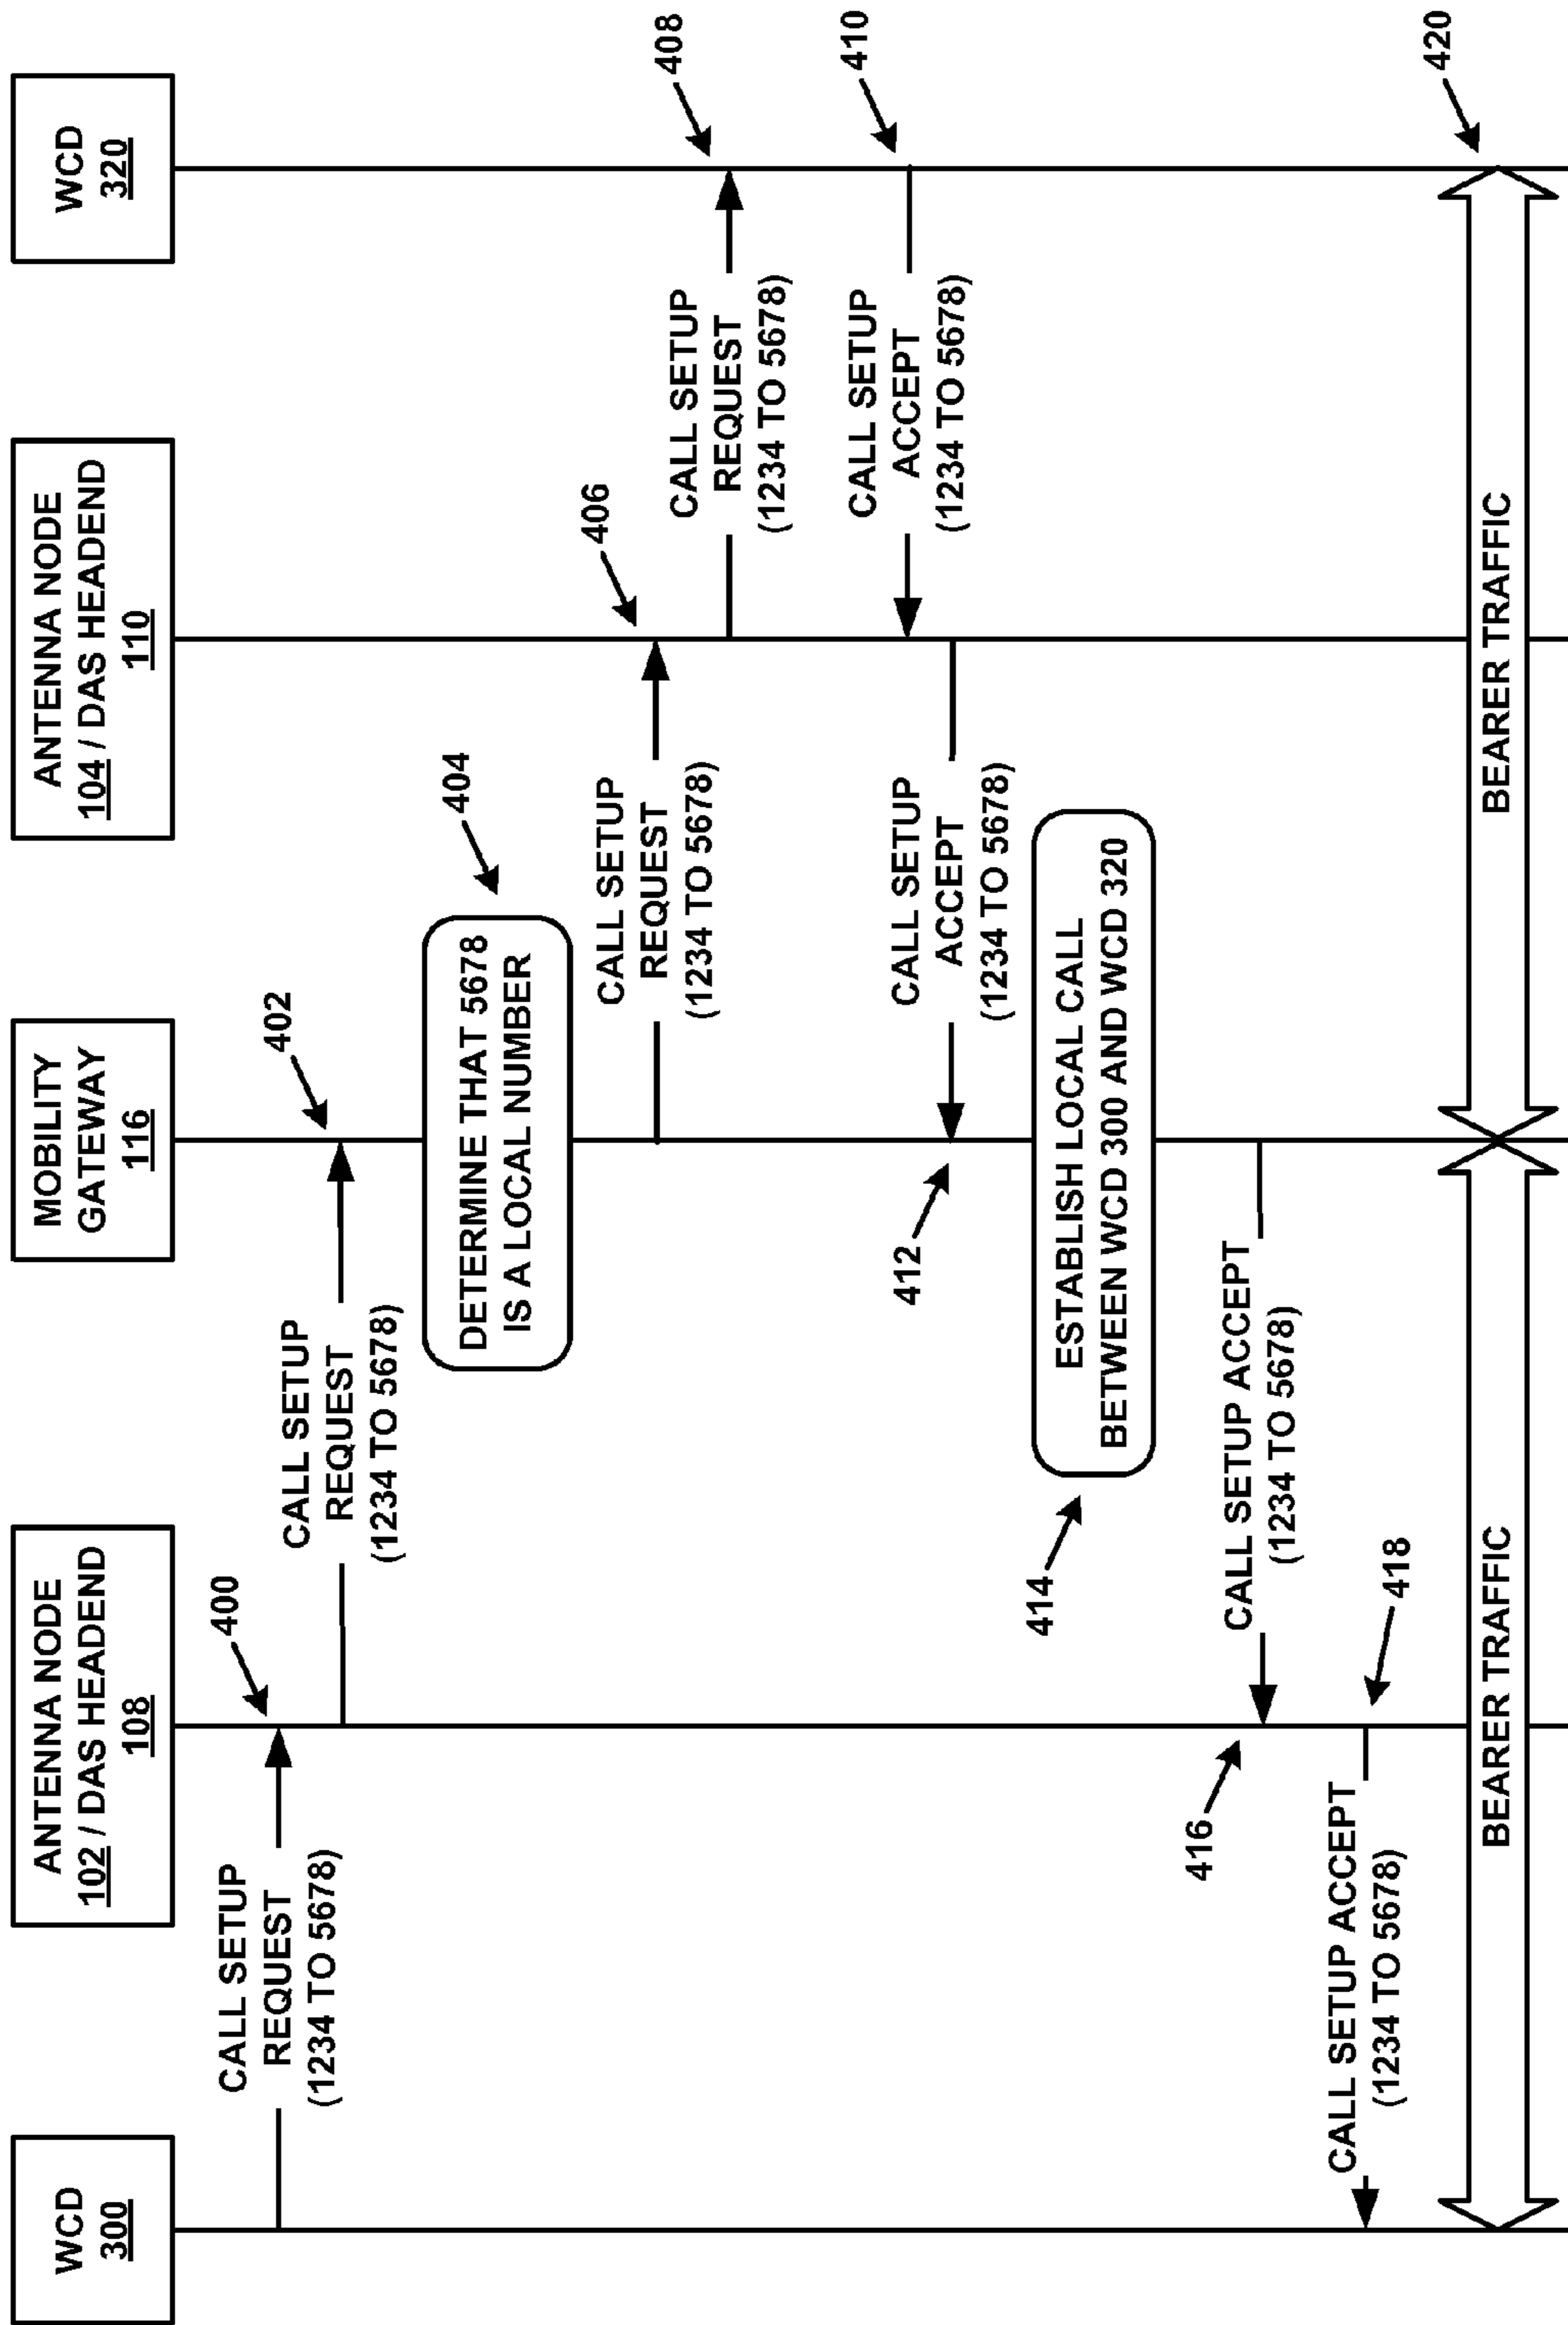 WCD
300
ANTENNA NODE
102 / DAS HEADEND
108
MOBILITY
GATEWAY
116
ANTENNA NODE
104 / DAS HEADEND
110
WCD
320
CALL SETUP
REQUEST
(1234 TO 5678)
400
CALL SETUP
REQUEST
(1234 TO 5678)
402
DETERMINE THAT 5678
IS A LOCAL NUMBER
404
CALL SETUP
REQUEST
(1234 TO 5678)
406
CALL SETUP
REQUEST
(1234 TO 5678)
408
CALL SETUP
ACCEPT
(1234 TO 5678)
410
CALL SETUP
ACCEPT
(1234 TO 5678)
412
ESTABLISH LOCAL CALL
BETWEEN WCD 300 AND WCD 320
414
CALL SETUP ACCEPT
(1234 TO 5678)
416
CALL SETUP ACCEPT
(1234 TO 5678)
418
BEARER TRAFFIC
BEARER TRAFFIC
420